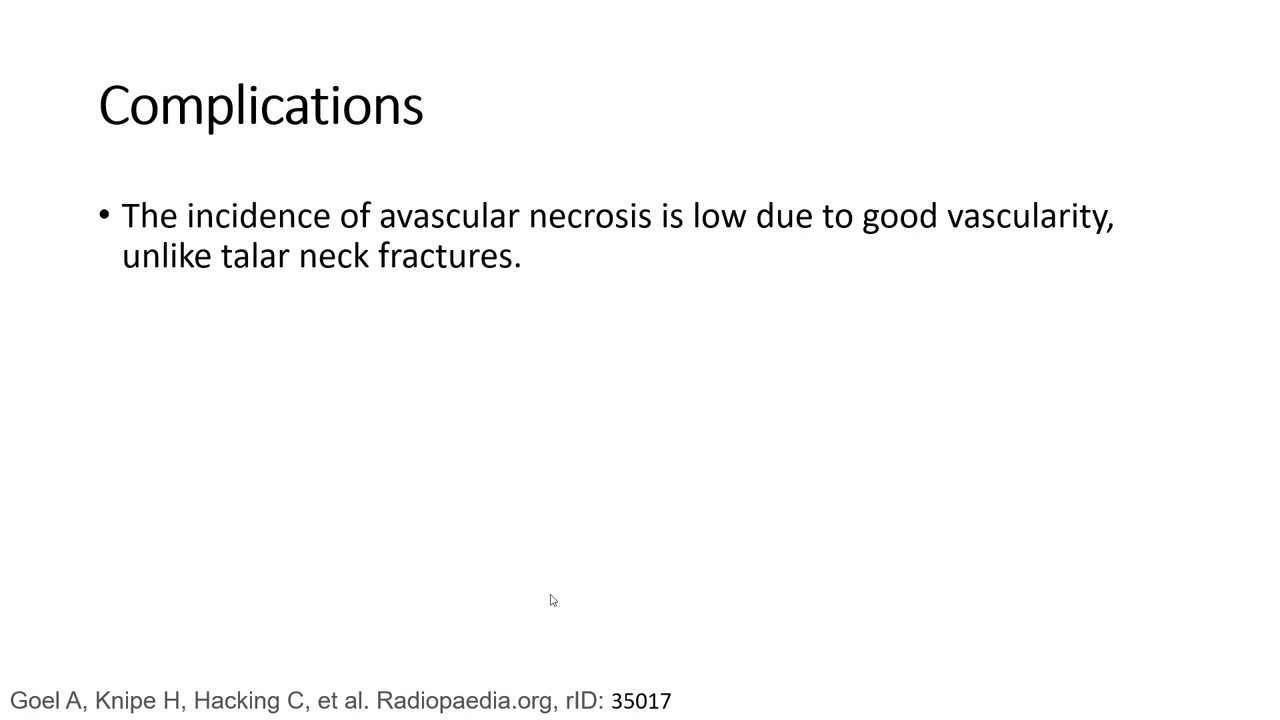 Complications
• The incidence of avascular necrosis is low due to good vascularity,
unlike talar neck fractures.
Goel A, Knipe H, Hacking C, et al. Radiopaedia.org, rID: 35017